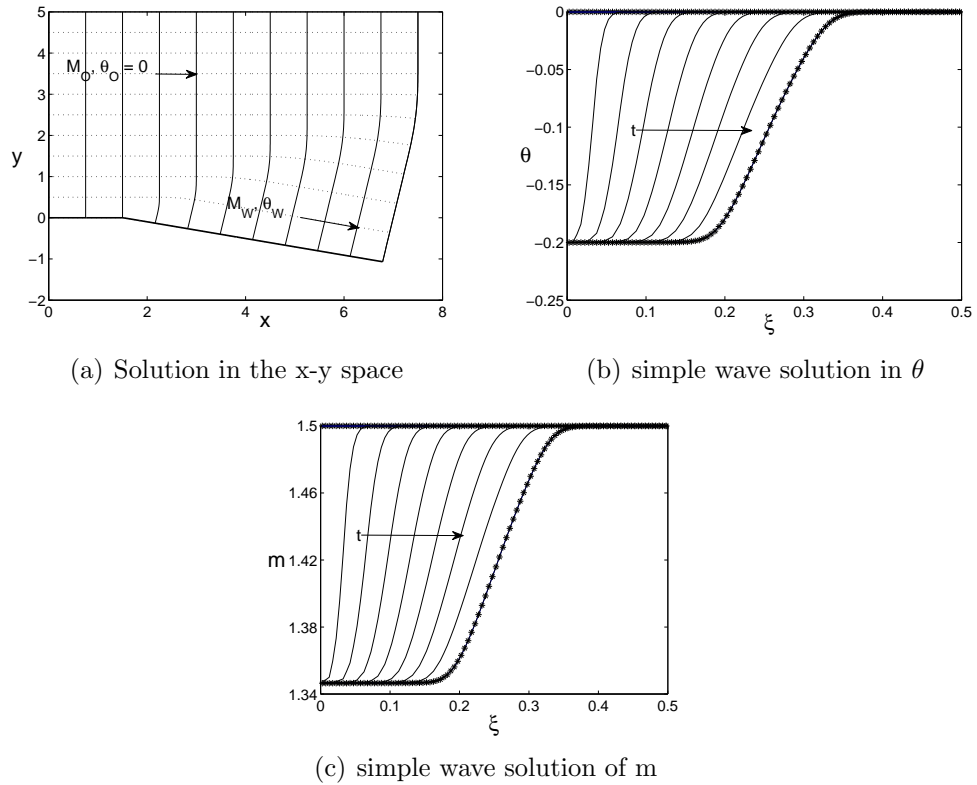 5
4
3
2
1
0
−1
−2
y
M_O, θ_O = 0
M_W, θ_W
0 2 4 6 8
x
(a) Solution in the x-y space
0
−0.05
−0.1
−0.15
−0.2
−0.25
θ
t
0 0.1 0.2 0.3 0.4 0.5
ξ
(b) simple wave solution in θ
1.5
1.46
1.42
1.38
1.34
m
t
0 0.1 0.2 0.3 0.4 0.5
ξ
(c) simple wave solution of m